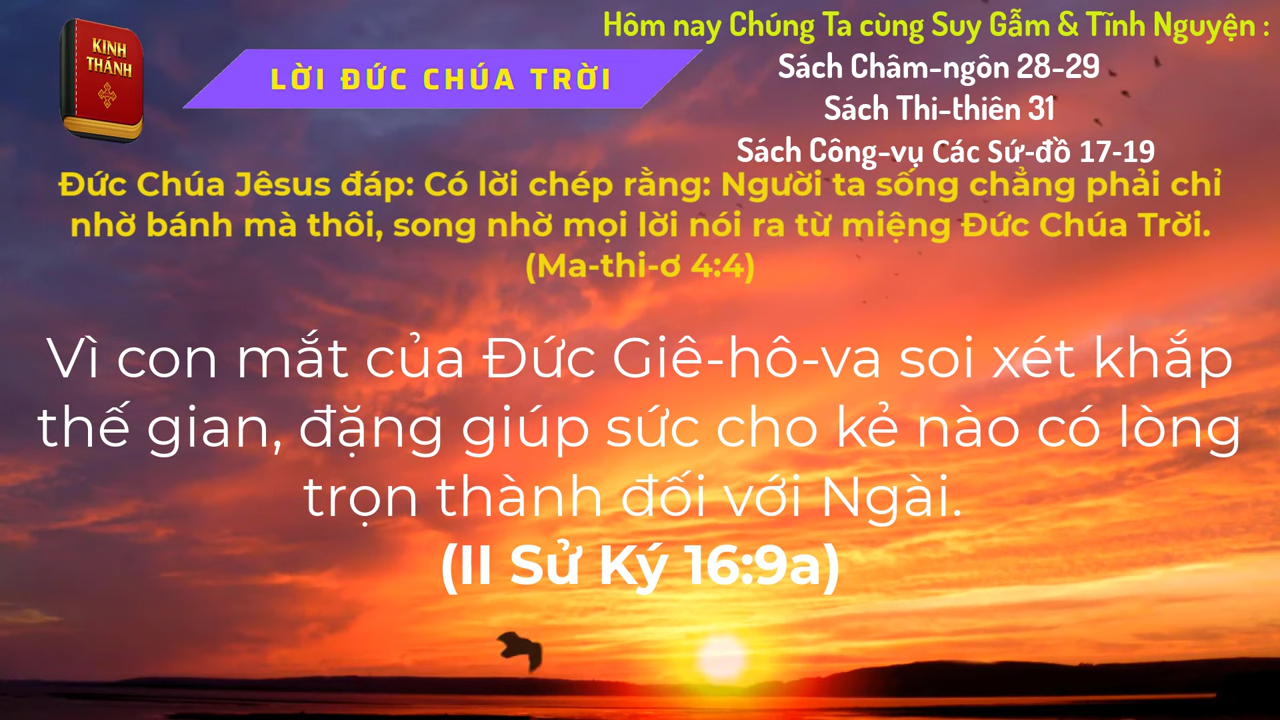 KINH
THÁNH
LỜI ĐỨC CHÚA TRỜI
Hôm nay Chúng Ta cùng Suy Gẫm & Tĩnh Nguyện :
Sách Châm-ngôn 28-29
Sách Thi-thiên 31
Sách Công-vụ Các Sứ-đồ 17-19
Đức Chúa Jêsus đáp: Có lời chép rằng: Người ta sống chẳng phải chỉ
nhờ bánh mà thôi, song nhờ mọi lời nói ra từ miệng Đức Chúa Trời.
(Ma-thi-ơ 4:4)
Vì con mắt của Đức Giê-hô-va soi xét khắp
thế gian, đặng giúp sức cho kẻ nào có lòng
trọn thành đối với Ngài.
(II Sử Ký 16:9a)